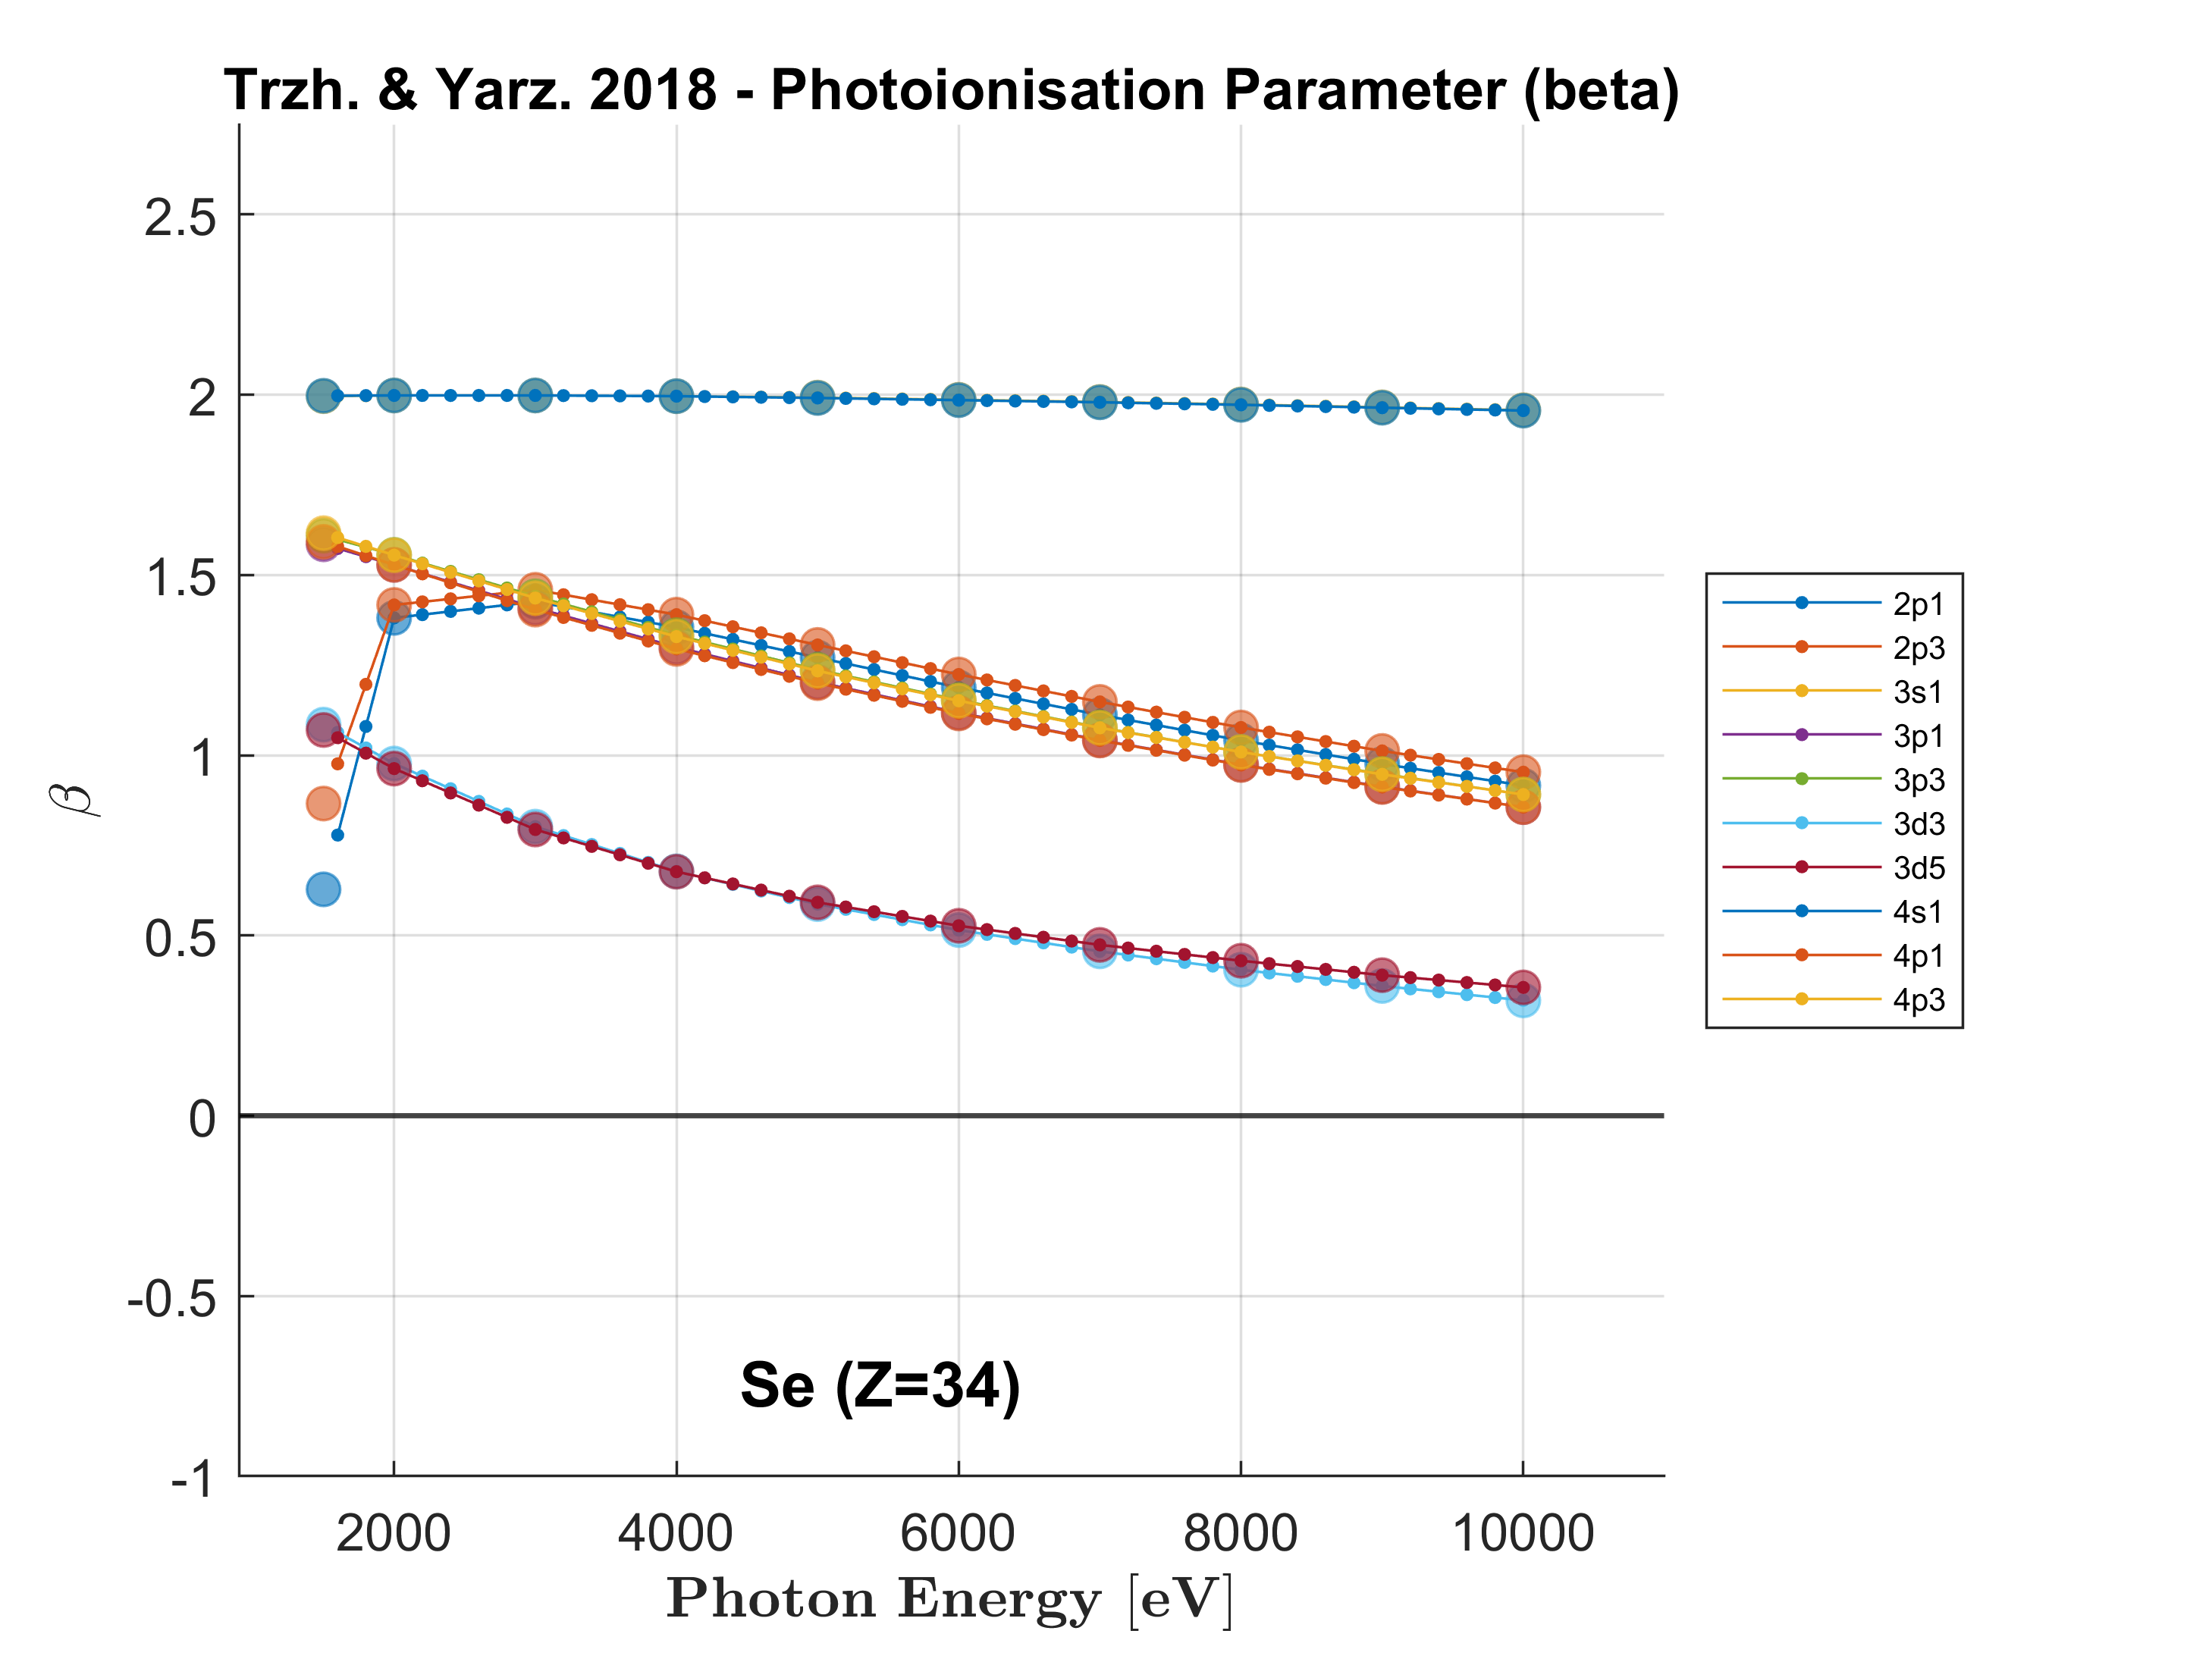 Trzh. & Yarz. 2018 - Photoionisation Parameter (beta)
2.5
2
1.5
1
0.5
0
-0.5
-1
β
2000 4000 6000 8000 10000
Photon Energy [eV]
Se (Z=34)
2p1
2p3
3s1
3p1
3p3
3d3
3d5
4s1
4p1
4p3